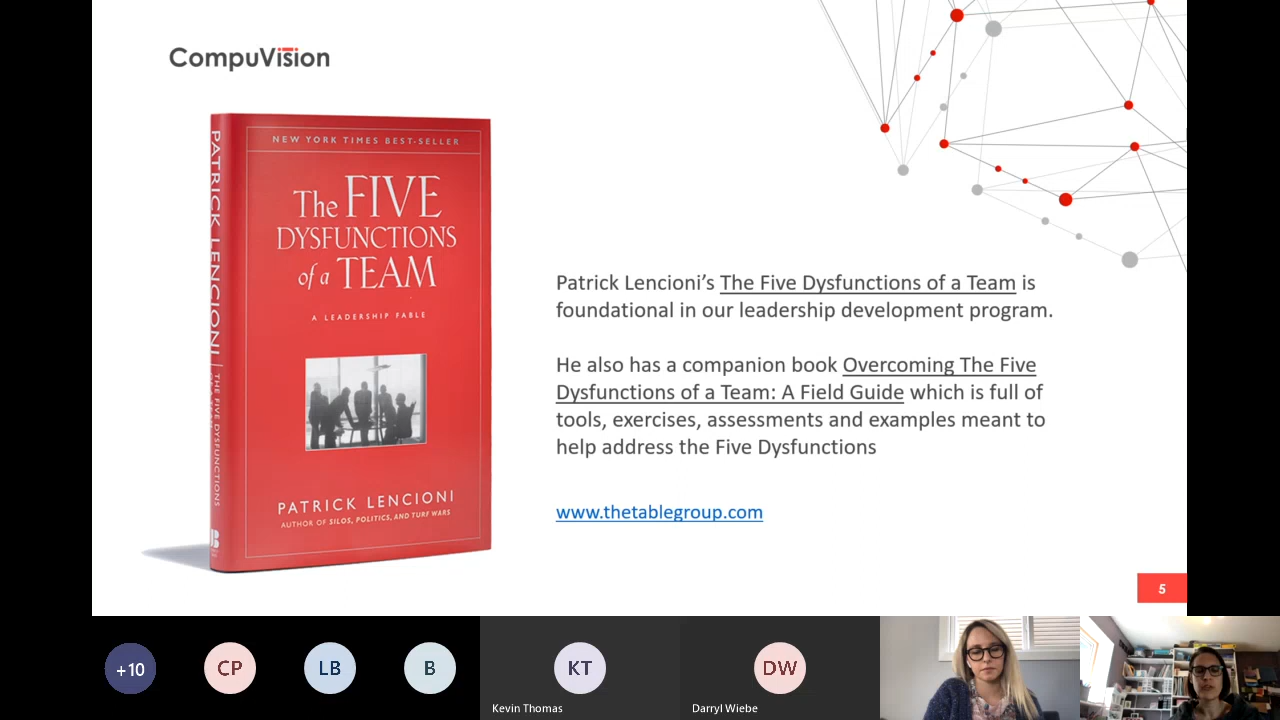 CompuVision
NEW YORK TIMES BEST-SELLER
The FIVE
DYSFUNCTIONS
of a TEAM
A LEADERSHIP FABLE
PATRICK LENCIONI
AUTHOR OF SILOS, POLITICS, AND TURF WARS
PATRICK LENCIONI
THE FIVE DYSFUNCTIONS
Patrick Lencioni’s The Five Dysfunctions of a Team is
foundational in our leadership development program.
He also has a companion book Overcoming The Five
Dysfunctions of a Team: A Field Guide which is full of
tools, exercises, assessments and examples meant to
help address the Five Dysfunctions
www.thetablegroup.com
5
+10
CP
LB
B
KT
DW
Kevin Thomas
Darryl Wiebe